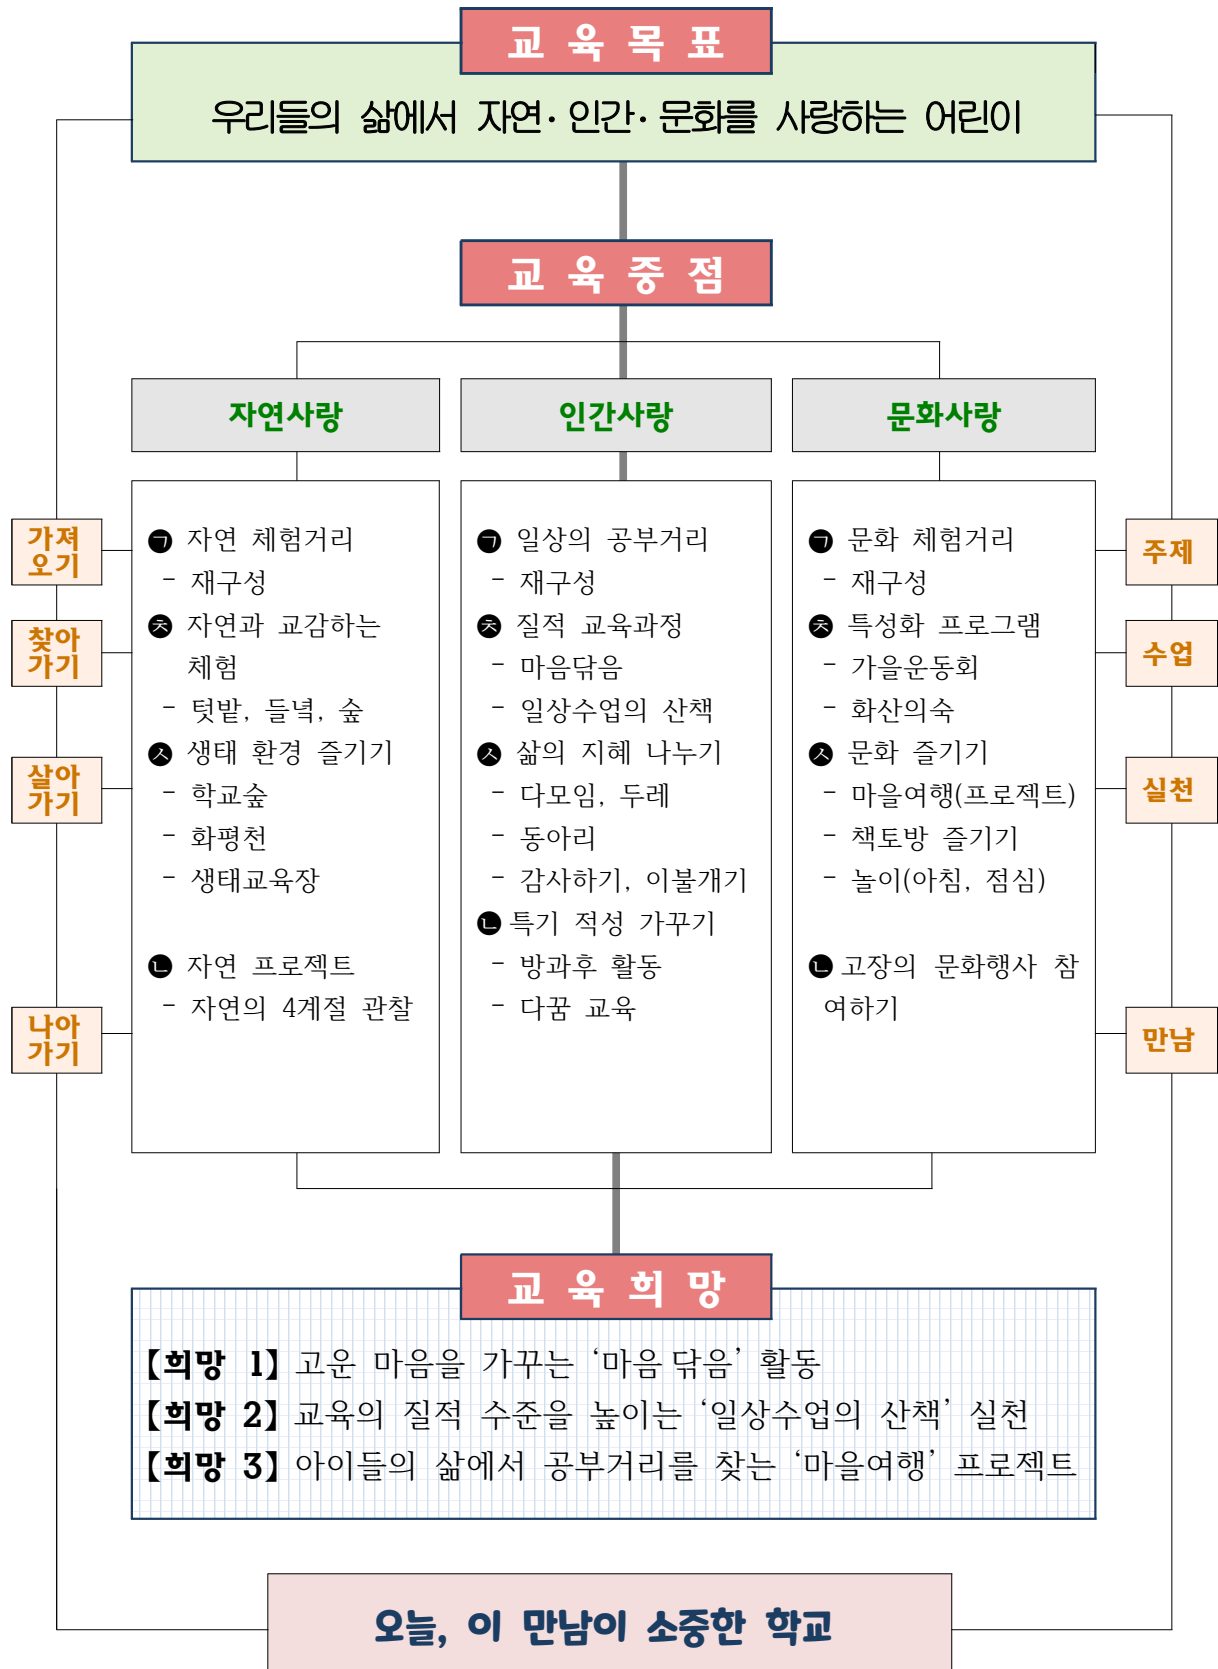 교 육 목 표
우리들의 삶에서 자연·인간·문화를 사랑하는 어린이
교 육 중 점
자연사랑
인간사랑
문화사랑
가져
오기
찾아
가기
살아
가기
나아
가기
㉠ 자연 체험거리
- 재구성
㉨ 자연과 교감하는
체험
- 텃밭, 들녘, 숲
㉦ 생태 환경 즐기기
- 학교숲
- 화평천
- 생태교육장
㉡ 자연 프로젝트
- 자연의 4계절 관찰
㉠ 일상의 공부거리
- 재구성
㉨ 질적 교육과정
- 마음닦음
- 일상수업의 산책
㉦ 삶의 지혜 나누기
- 다모임, 두레
- 동아리
- 감사하기, 이불개기
㉡ 특기 적성 가꾸기
- 방과후 활동
- 다꿈 교육
㉠ 문화 체험거리
- 재구성
㉨ 특성화 프로그램
- 가을운동회
- 화산의숙
㉦ 문화 즐기기
- 마을여행(프로젝트)
- 책토방 즐기기
- 놀이(아침, 점심)
㉡ 고장의 문화행사 참
여하기
주제
수업
실천
만남
교 육 희 망
【희망 1】 고운 마음을 가꾸는 ‘마음닦음’ 활동
【희망 2】 교육의 질적 수준을 높이는 ‘일상수업의 산책’ 실천
【희망 3】 아이들의 삶에서 공부거리를 찾는 ‘마을여행’ 프로젝트
오늘, 이 만남이 소중한 학교